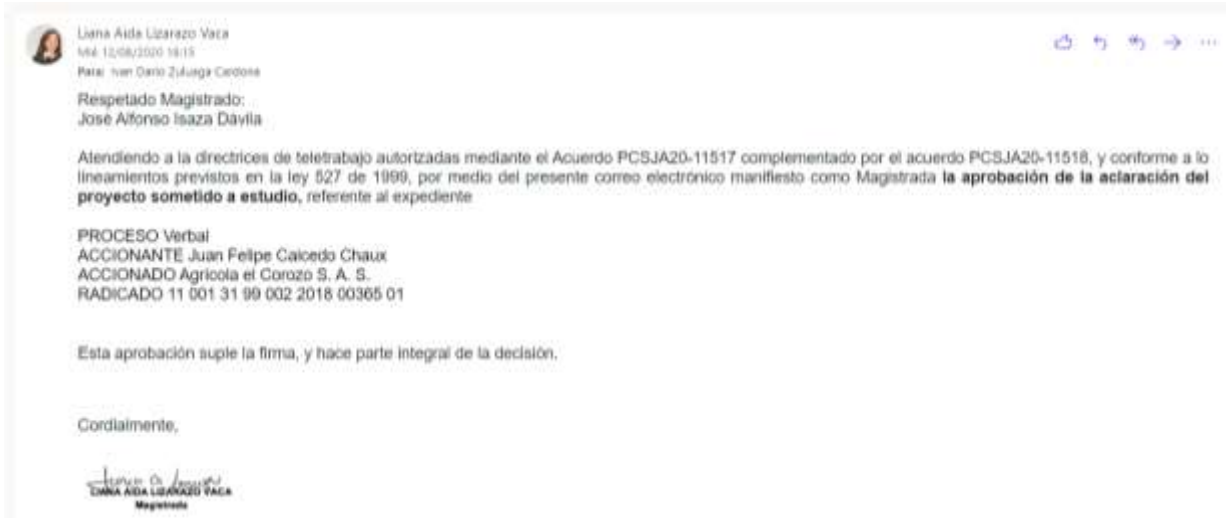 Liana Aida Lizarazo Vaca
Mié 12/08/2020 16:15
Para: Ivan Dario Zuluaga Cardona
Respetado Magistrado:
José Alfonso Isaza Dávila
Atendiendo a la directrices de teletrabajo autorizadas mediante el Acuerdo PCSJA20-11517 complementado por el acuerdo PCSJA20-11518, y conforme a lo
lineamientos previstos en la ley 527 de 1999, por medio del presente correo electrónico manifiesto como Magistrada la aprobación de la aclaración del
proyecto sometido a estudio, referente al expediente
PROCESO Verbal
ACCIONANTE Juan Felipe Caicedo Chaux
ACCIONADO Agrícola el Corozo S. A. S.
RADICADO 11 001 31 99 002 2018 00365 01
Esta aprobación suple la firma, y hace parte integral de la decisión.
Cordialmente,
LIANA AIDA LIZARAZO VACA
Magistrada